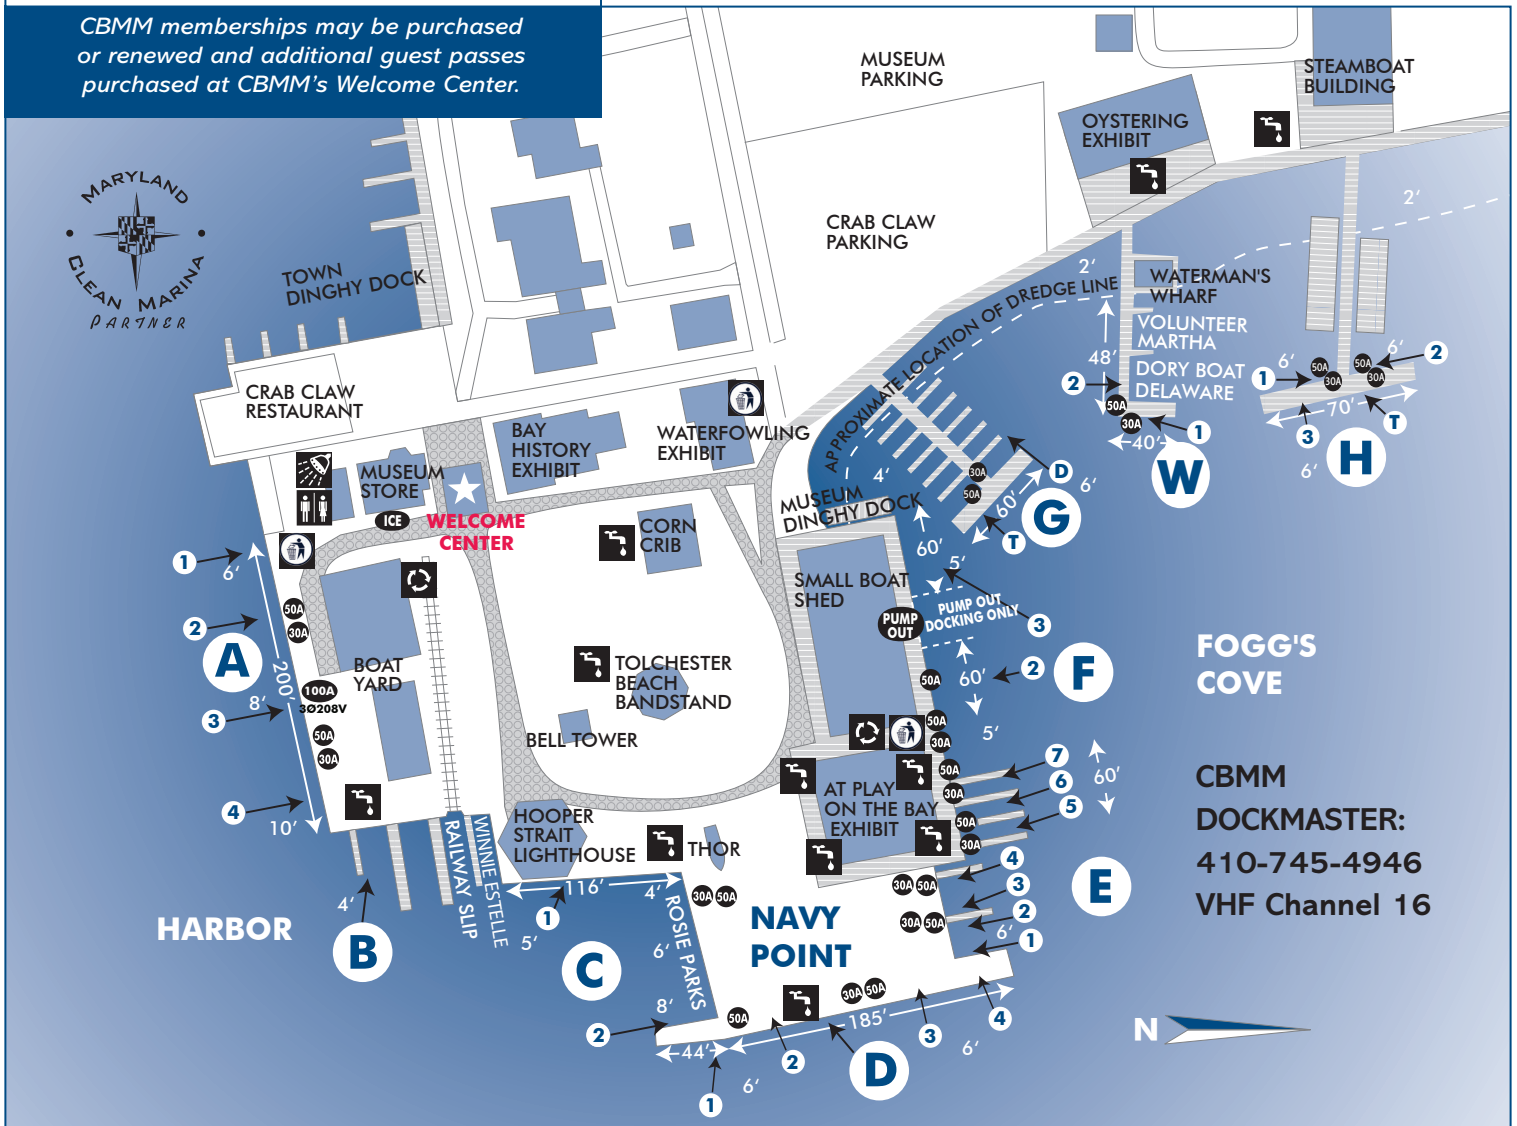 CBMM memberships may be purchased
or renewed and additional guest passes
purchased at CBMM's Welcome Center.
MARYLAND
CLEAN MARINA
PARTNER
TOWN
DINGHY DOCK
MUSEUM
PARKING
CRAB CLAW
PARKING
OYSTERING
EXHIBIT
STEAMBOAT
BUILDING
2'
2'
APPROXIMATE LOCATION OF DREDGE LINE
WATERMAN'S
WHARF
VOLUNTEER
MARTHA
DORY BOAT
DELAWARE
48'
2
50A
30A
1
40'
W
6'
6'
50A
30A
50A
30A
1
2
70'
3
T
6'
H
CRAB CLAW
RESTAURANT
MUSEUM
STORE
ICE
WELCOME
CENTER
BAY
HISTORY
EXHIBIT
WATERFOWLING
EXHIBIT
4'
30A
50A
D
60'
6'
G
T
MUSEUM
DINGHY DOCK
CORN
CRIB
SMALL BOAT
SHED
60'
5'
PUMP
OUT
PUMP OUT
DOCKING ONLY
3
50A
60'
2
F
5'
50A
30A
1
6'
2
50A
30A
A
200'
8'
100A
3Ø208V
3
50A
30A
4
10'
BOAT
YARD
TOLCHESTER
BEACH
BANDSTAND
BELL TOWER
FOGG'S
COVE
CBMM
DOCKMASTER:
410-745-4946
VHF Channel 16
AT PLAY
ON THE BAY
EXHIBIT
50A
30A
50A
30A
7
6
5
60'
4
3
2
1
6'
E
30A
50A
30A
50A
HOOPER
STRAIT
LIGHTHOUSE
THOR
RAILWAY SLIP
WINNIE ESTELLE
116'
4'
1
5'
30A
50A
ROSIE PARKS
6'
8'
C
HARBOR
4'
B
NAVY
POINT
2
44'
50A
30A
50A
185'
1
6'
2
D
3
6'
4
N